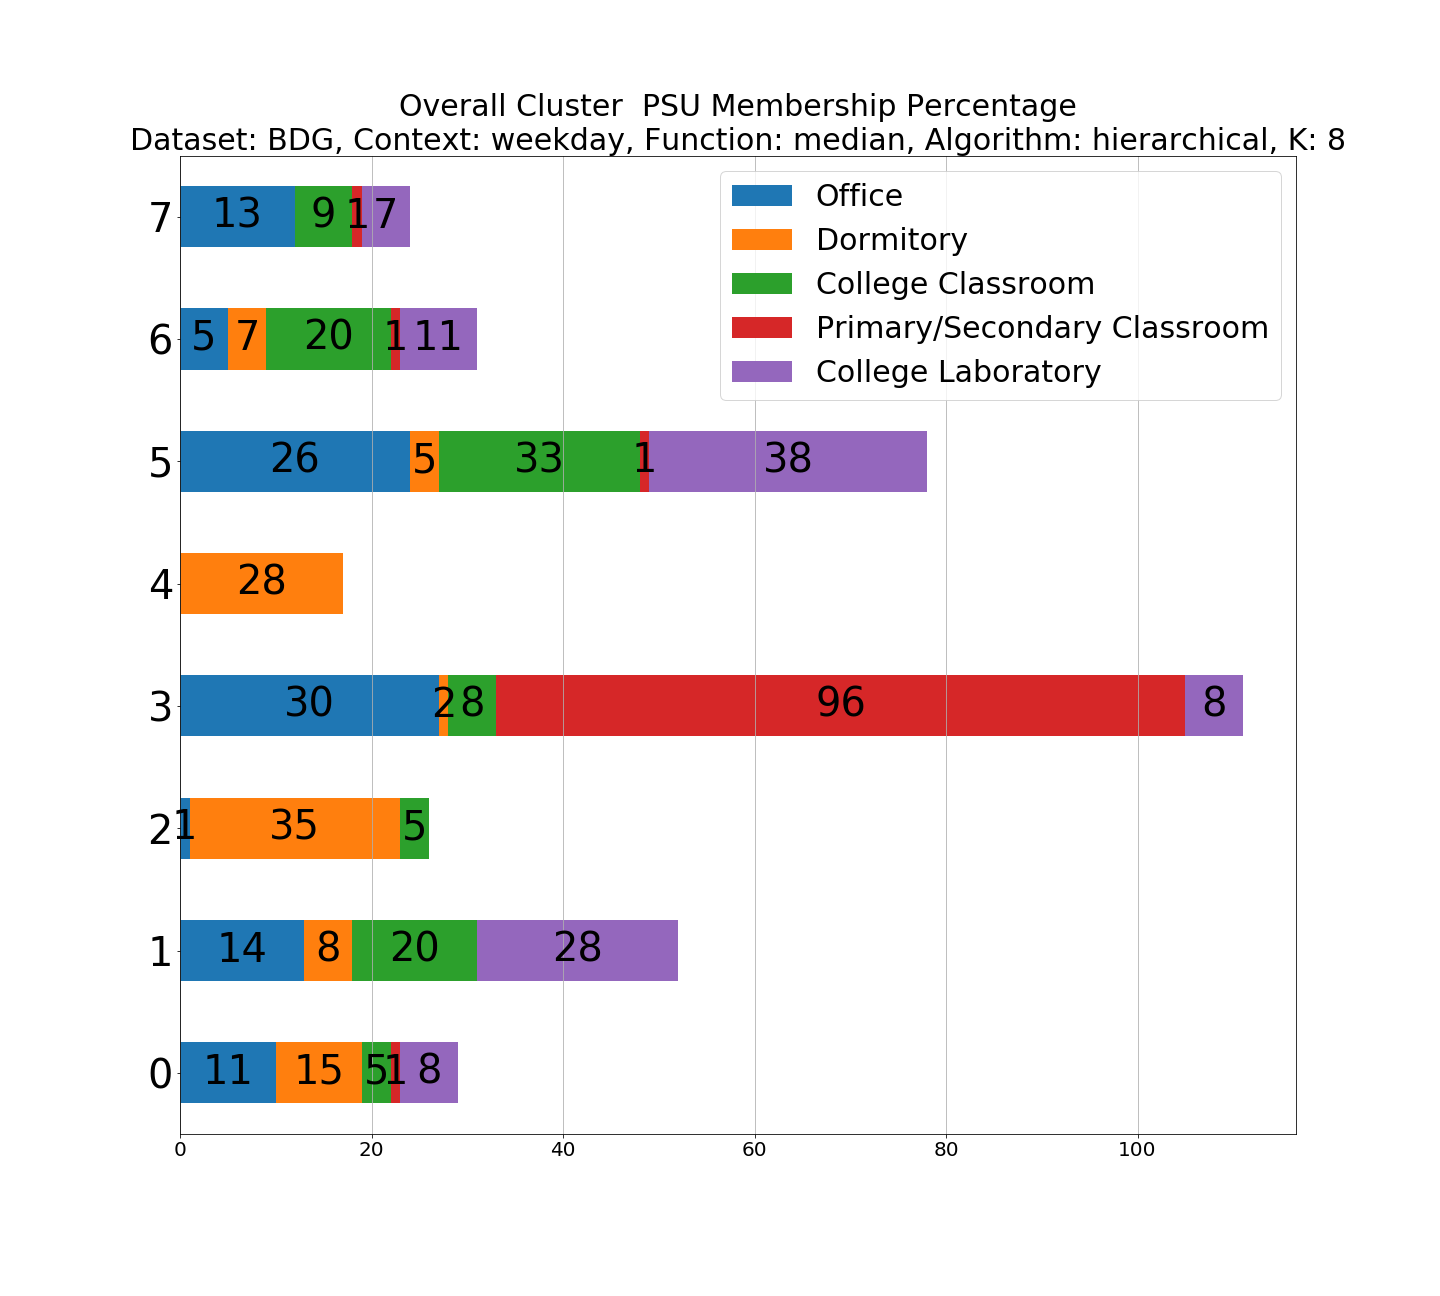 Overall Cluster  PSU Membership Percentage
Dataset: BDG, Context: weekday, Function: median, Algorithm: hierarchical, K: 8
Office
Dormitory
College Classroom
Primary/Secondary Classroom
College Laboratory
7 13 9 1 7
6 5 7 20 1 11
5 26 5 33 1 38
4 28
3 30 2 8 96 8
2 1 35 5
1 14 8 20 28
0 11 15 5 1 8
0 20 40 60 80 100